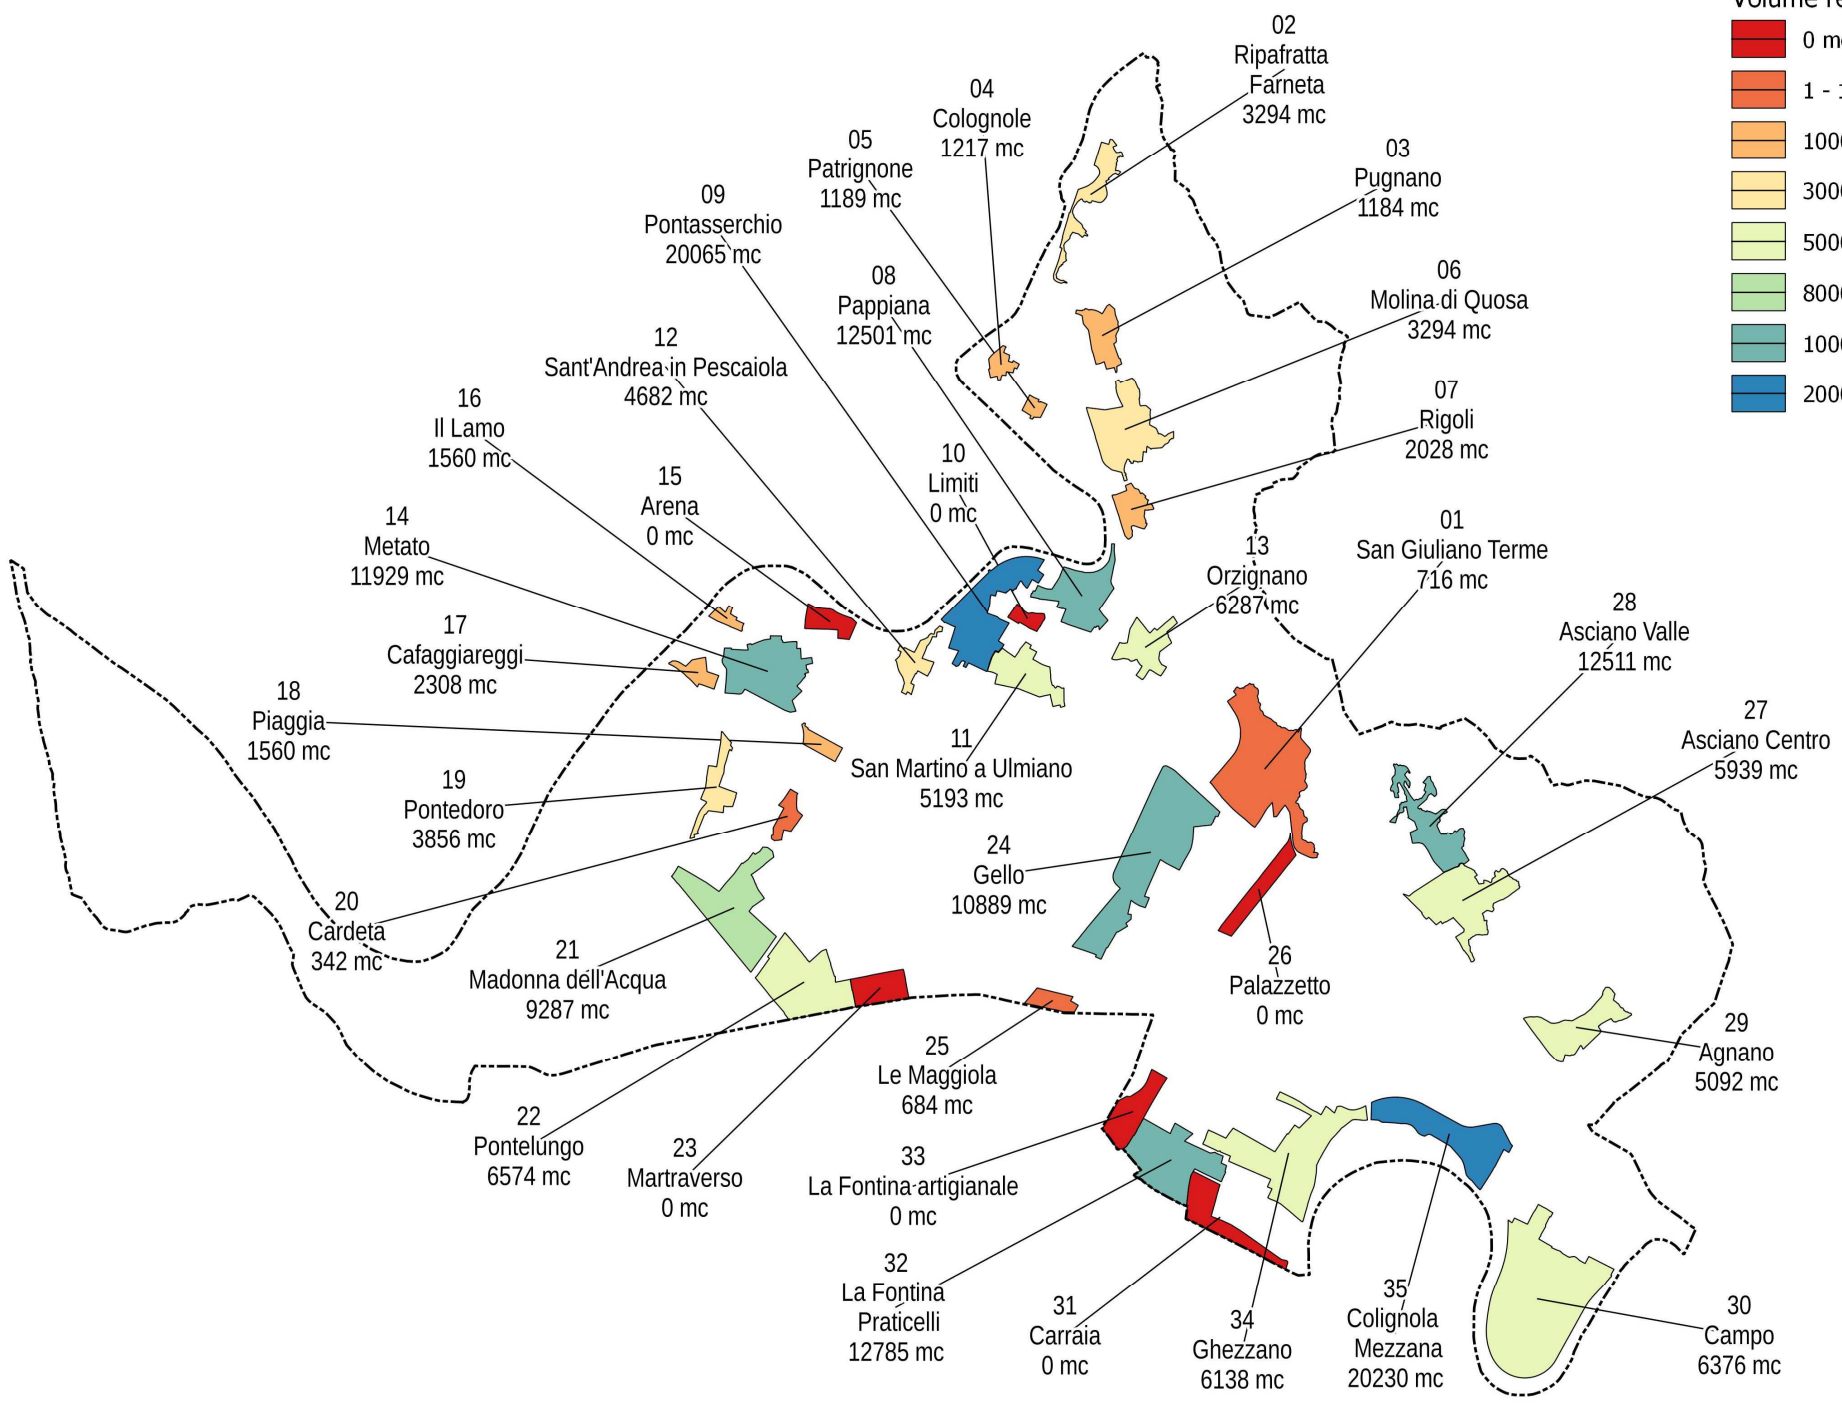 02
Ripafratta
Farneta
3294 mc
04
Colognole
1217 mc
05
Patrignone
1189 mc
03
Pugnano
1184 mc
09
Pontasserchio
20065 mc
08
Pappiana
12501 mc
06
Molina di Quosa
3294 mc
12
Sant'Andrea in Pescaiola
4682 mc
07
Rigoli
2028 mc
16
Il Lamo
1560 mc
10
Limiti
0 mc
15
Arena
0 mc
14
Metato
11929 mc
13
Orzignano
6287 mc
01
San Giuliano Terme
716 mc
28
Asciano Valle
12511 mc
17
Cafaggiareggi
2308 mc
18
Piaggia
1560 mc
27
Asciano Centro
5939 mc
11
San Martino a Ulmiano
5193 mc
19
Pontedoro
3856 mc
24
Gello
10889 mc
20
Cardeta
342 mc
21
Madonna dell'Acqua
9287 mc
26
Palazzetto
0 mc
29
Agnano
5092 mc
25
Le Maggiola
684 mc
22
Pontelungo
6574 mc
23
Martraverso
0 mc
33
La Fontina artigianale
0 mc
32
La Fontina
Praticelli
12785 mc
31
Carraia
0 mc
34
Ghezzano
6138 mc
35
Colignola
Mezzana
20230 mc
30
Campo
6376 mc
Volume
0
1 -